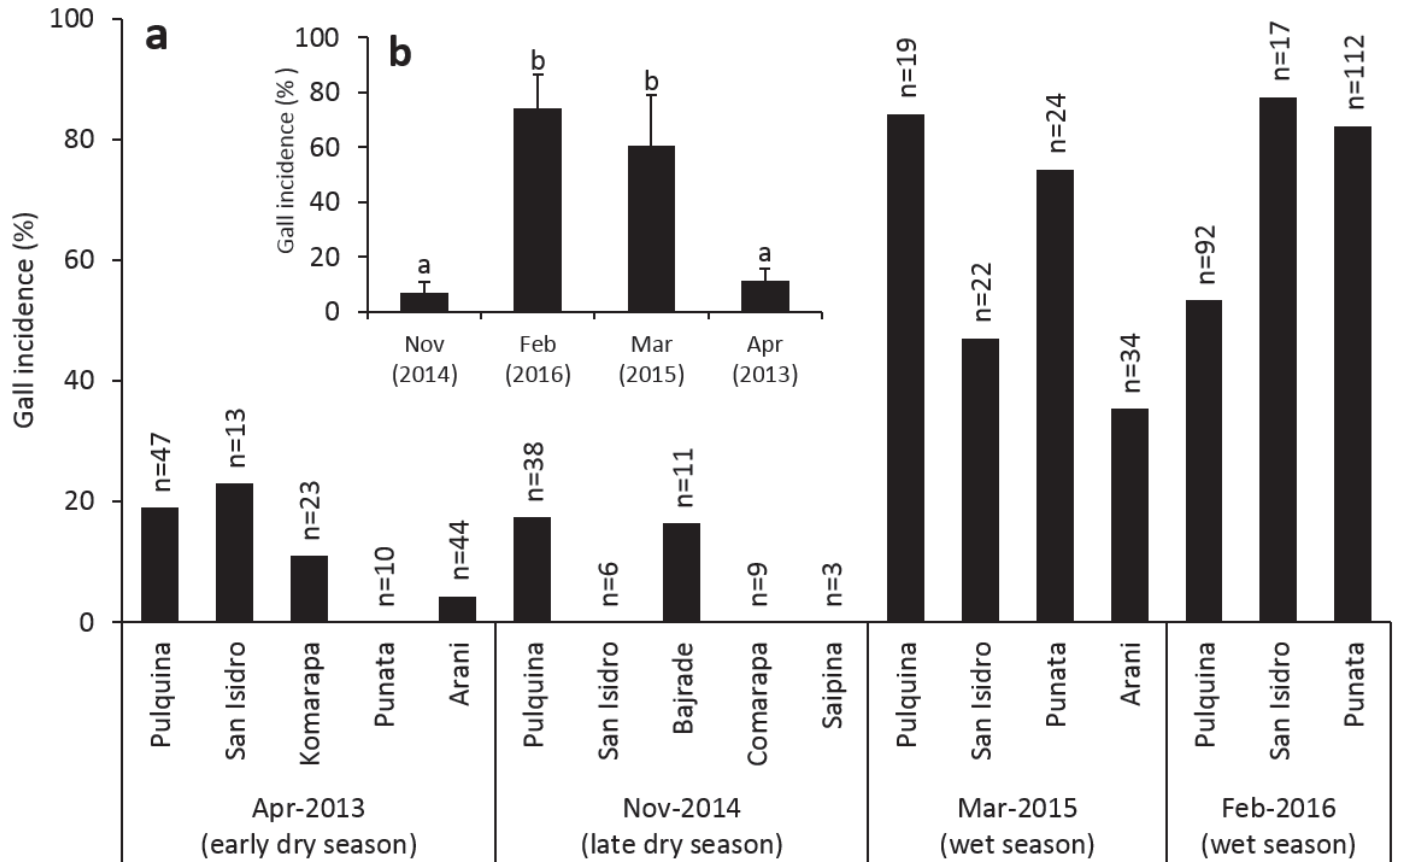 a
Gall incidence (%)
100
80
60
40
20
0
b
Gall incidence (% )
100
80
60
40
20
0
a
b
b
a
Nov
(2014)
Feb
(2016)
Mar
(2015)
Apr
(2013)
n=47
n=13
n=23
n=10
n=44
n=38
n=6
n=11
n=9
n=3
n=19
n=22
n=24
n=34
n=92
n=17
n=112
Pulquina
San Isidro
Komarapa
Punata
Arani
Pulquina
San Isidro
Bajrade
Comarapa
Saipina
Pulquina
San Isidro
Punata
Arani
Pulquina
San Isidro
Punata
Apr-2013
(early dry season)
Nov-2014
(late dry season)
Mar-2015
(wet season)
Feb-2016
(wet season)